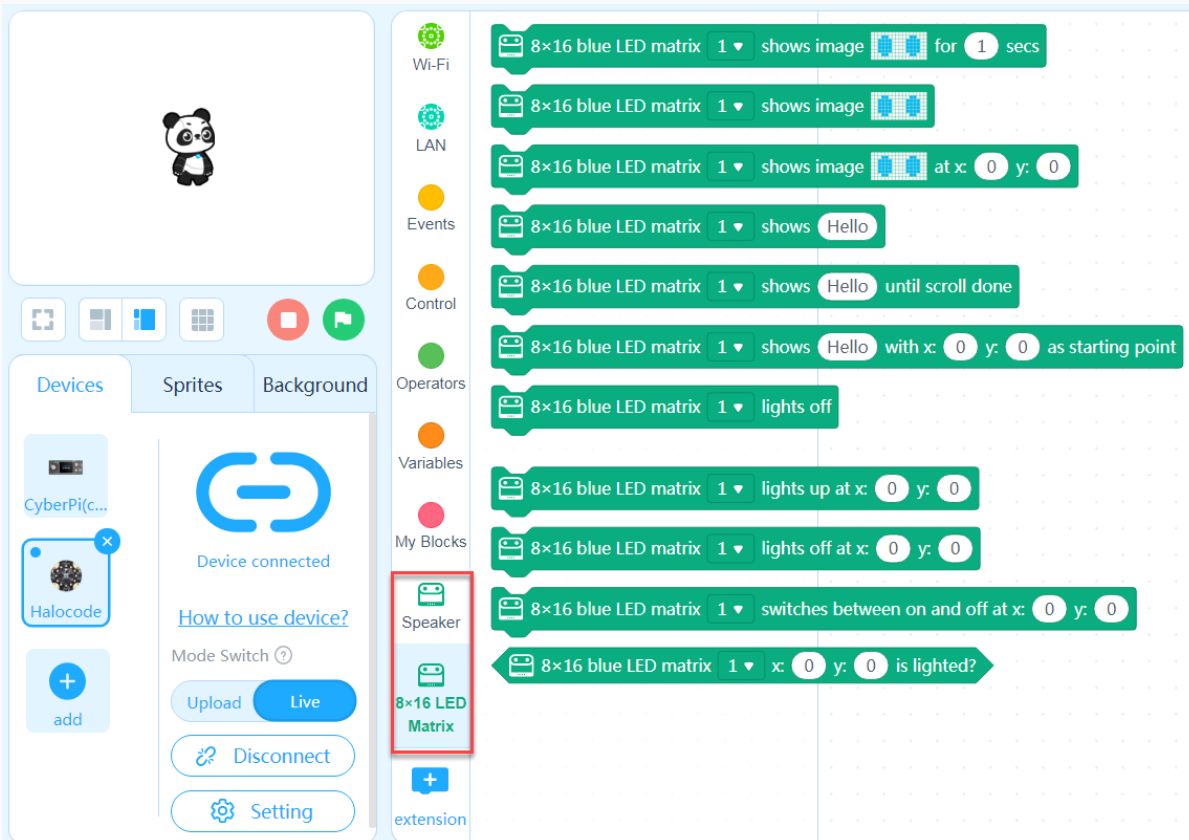 Devices
Sprites
Background
CyberPi(c...
Halocode
add
Device connected
How to use device?
Mode Switch ?
Upload
Live
Disconnect
Setting
Wi-Fi
LAN
Events
Control
Operators
Variables
My Blocks
Speaker
8×16 LED
Matrix
extension
8×16 blue LED matrix 1 shows image for 1 secs
8×16 blue LED matrix 1 shows image
8×16 blue LED matrix 1 shows image at x: 0 y: 0
8×16 blue LED matrix 1 shows Hello
8×16 blue LED matrix 1 shows Hello until scroll done
8×16 blue LED matrix 1 shows Hello with x: 0 y: 0 as starting point
8×16 blue LED matrix 1 lights off
8×16 blue LED matrix 1 lights up at x: 0 y: 0
8×16 blue LED matrix 1 lights off at x: 0 y: 0
8×16 blue LED matrix 1 switches between on and off at x: 0 y: 0
8×16 blue LED matrix 1 x: 0 y: 0 is lighted?